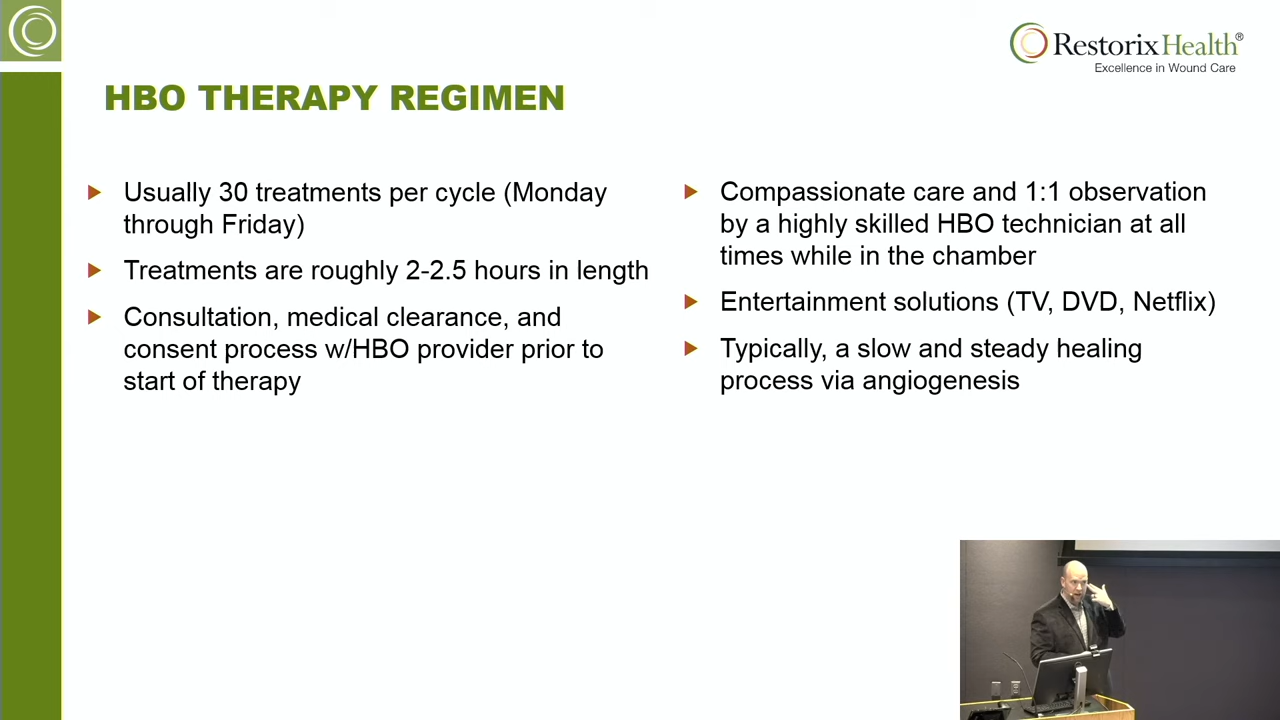 RestorixHealth®
Excellence in Wound Care
HBO THERAPY REGIMEN
Usually 30 treatments per cycle (Monday
through Friday)
Treatments are roughly 2-2.5 hours in length
Consultation, medical clearance, and
consent process w/HBO provider prior to
start of therapy
Compassionate care and 1:1 observation
by a highly skilled HBO technician at all
times while in the chamber
Entertainment solutions (TV, DVD, Netflix)
Typically, a slow and steady healing
process via angiogenesis